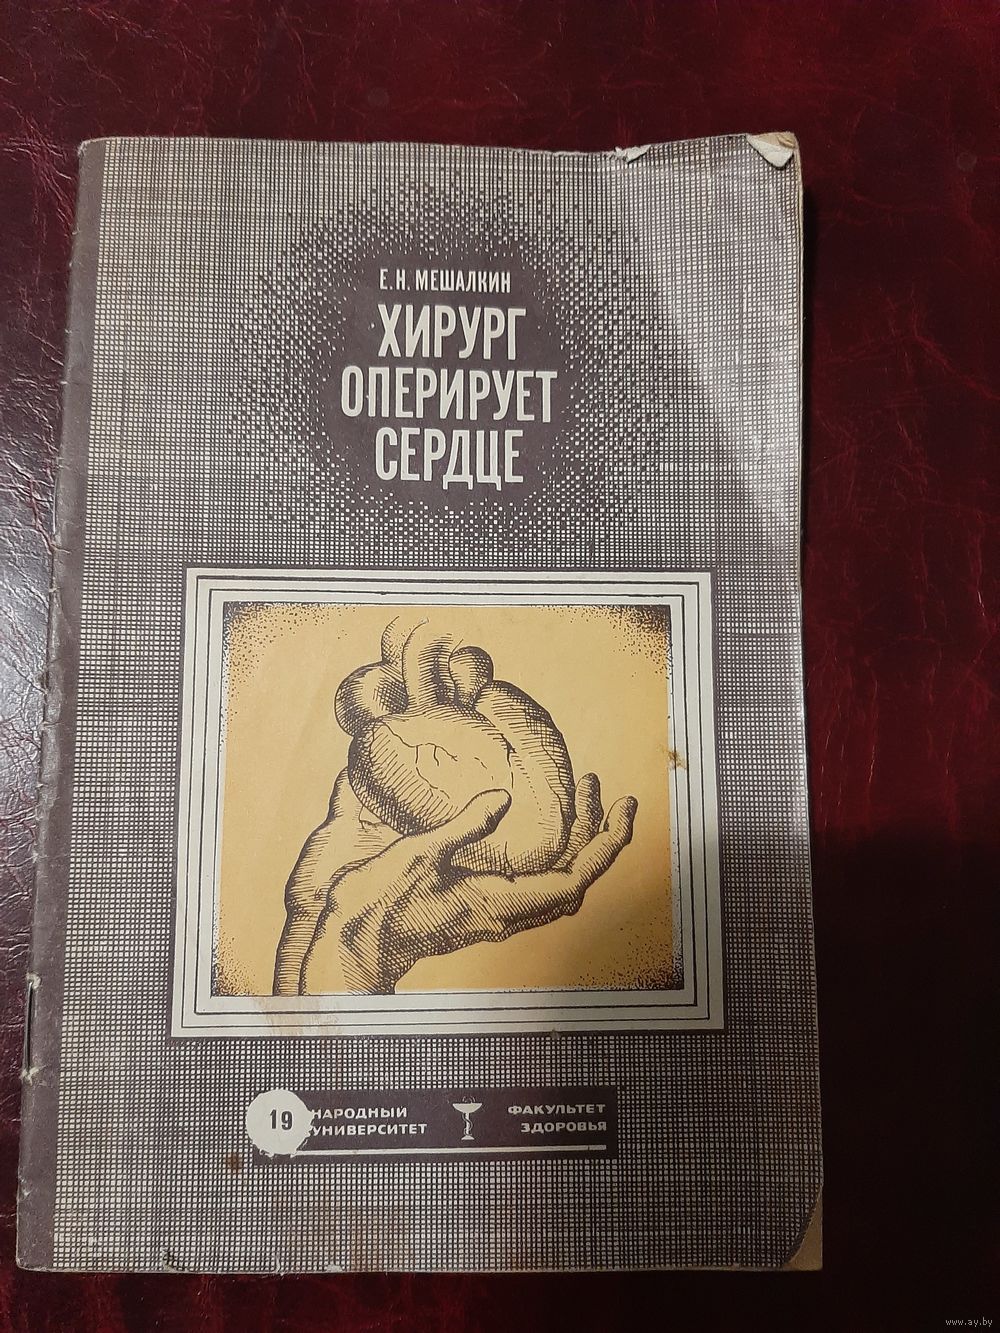 Е. Н. МЕШАЛКИН
ХИРУРГ
ОПЕРИРУЕТ
СЕРДЦЕ
19
НАРОДНЫЙ
УНИВЕРСИТЕТ
ФАКУЛЬТЕТ
ЗДОРОВЬЯ
www.ay.by